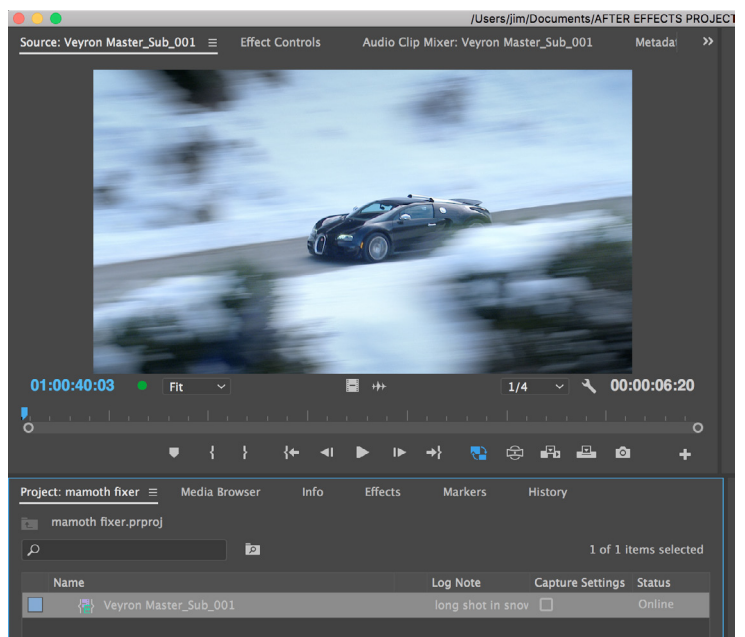 /Users/jim/Documents/AFTER EFFECTS PROJECT
Source: Veyron Master_Sub_001 Effect Controls Audio Clip Mixer: Veyron Master_Sub_001 Metadat
01:00:40:03 Fit 1/4 00:00:06:20
Project: mamoth fixer Media Browser Info Effects Markers History
mamoth fixer.prproj
1 of 1 items selected
Name Log Note Capture Settings Status
Veyron Master_Sub_001 long shot in snov Online